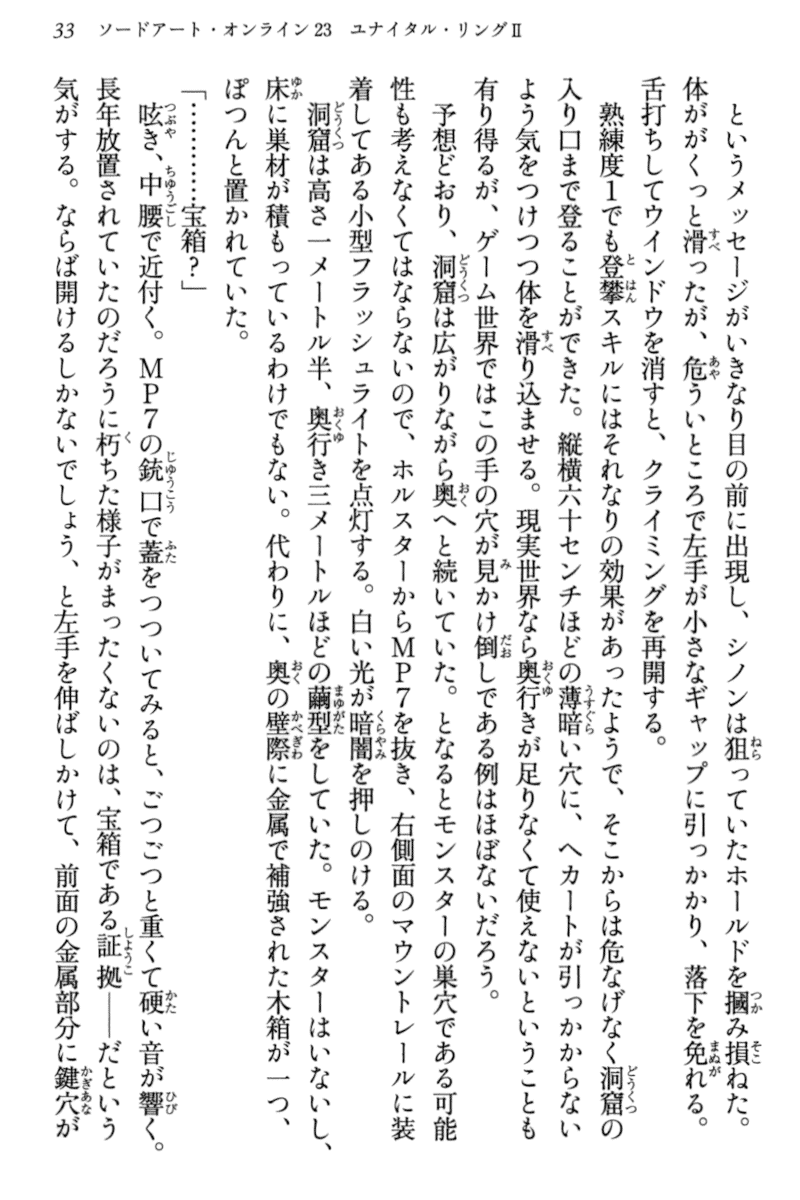 33　ソードアート・オンライン23　ユナイタル・リングⅡ
　というメッセージがいきなり目の前に出現し、シノンは狙っていたホールドを摑み損ねた。
体ががくっと滑ったが、危ういところで左手が小さなギャップに引っかかり、落下を免れる。
舌打ちしてウインドウを消すと、クライミングを再開する。
　熟練度1でも登攀スキルにはそれなりの効果があったようで、そこからは危なげなく洞窟の
入り口まで登ることができた。縦横六十センチほどの薄暗い穴に、ヘカートが引っかからない
よう気をつけつつ体を滑り込ませる。現実世界なら奥行きが足りなくて使えないということも
有り得るが、ゲーム世界ではこの手の穴が見かけ倒しである例はほぼないだろう。
　予想どおり、洞窟は広がりながら奥へと続いていた。となるとモンスターの巣穴である可能
性も考えなくてはならないので、ホルスターからMP7を抜き、右側面のマウントレールに装
着してある小型フラッシュライトを点灯する。白い光が暗闇を押しのける。
　洞窟は高さ一メートル半、奥行き三メートルほどの繭型をしていた。モンスターはいないし、
床に巣材が積もっているわけでもない。代わりに、奥の壁際に金属で補強された木箱が一つ、
ぽつんと置かれていた。
「…………宝箱？」
　呟き、中腰で近付く。MP7の銃口で蓋をつついてみると、ごつごつと重くて硬い音が響く。
長年放置されていたのだろうに朽ちた様子がまったくないのは、宝箱である証拠――だという
気がする。ならば開けるしかないでしょう、と左手を伸ばしかけて、前面の金属部分に鍵穴が